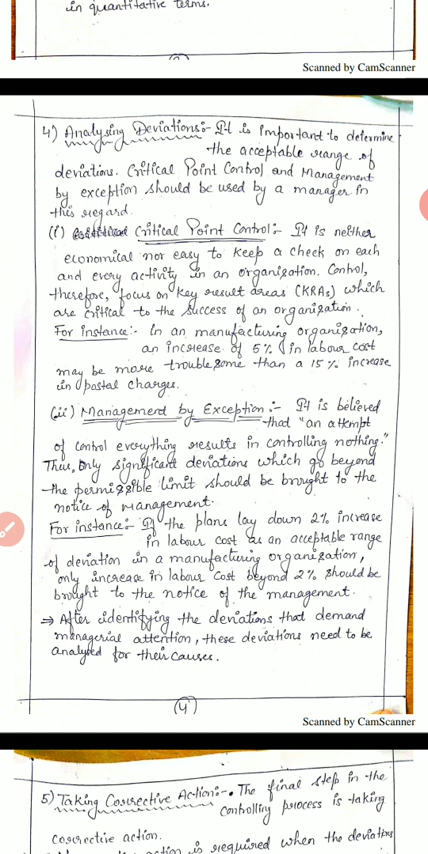 in quantitative terms.
Scanned by CamScanner
4) Analysing Deviations:- It is important to determine
the acceptable range of
deviations. Critical Point Control and Management
by exception should be used by a manager in
this regard.
(i) Critical Point Control:- It is neither
economical nor easy to keep a check on each
and every activity in an organization. Control,
therefore, focus on key result areas (KRAs) which
are critical to the success of an organisation.
For instance:- In an manufacturing organization,
an increase of 5% in labour cost
may be more troublesome than a 15% increase
in postal charges.
(ii) Management by Exception:- It is believed
that "an attempt
of control everything results in controlling nothing."
Thus, only significant deviations which go beyond
the permissible limit should be brought to the
notice of management.
For instance:- If the plans lay down 2% increase
in labour cost as an acceptable range
of deviation in a manufacturing organization,
only increase in labour cost beyond 2% should be
brought to the notice of the management.
⇒ After identifying the deviations that demand
managerial attention, these deviations need to be
analysed for their causes.
(4)
Scanned by CamScanner
5) Taking Corrective Action:-. The final step in the
controlling process is taking
corrective action.
action is required when the deviations